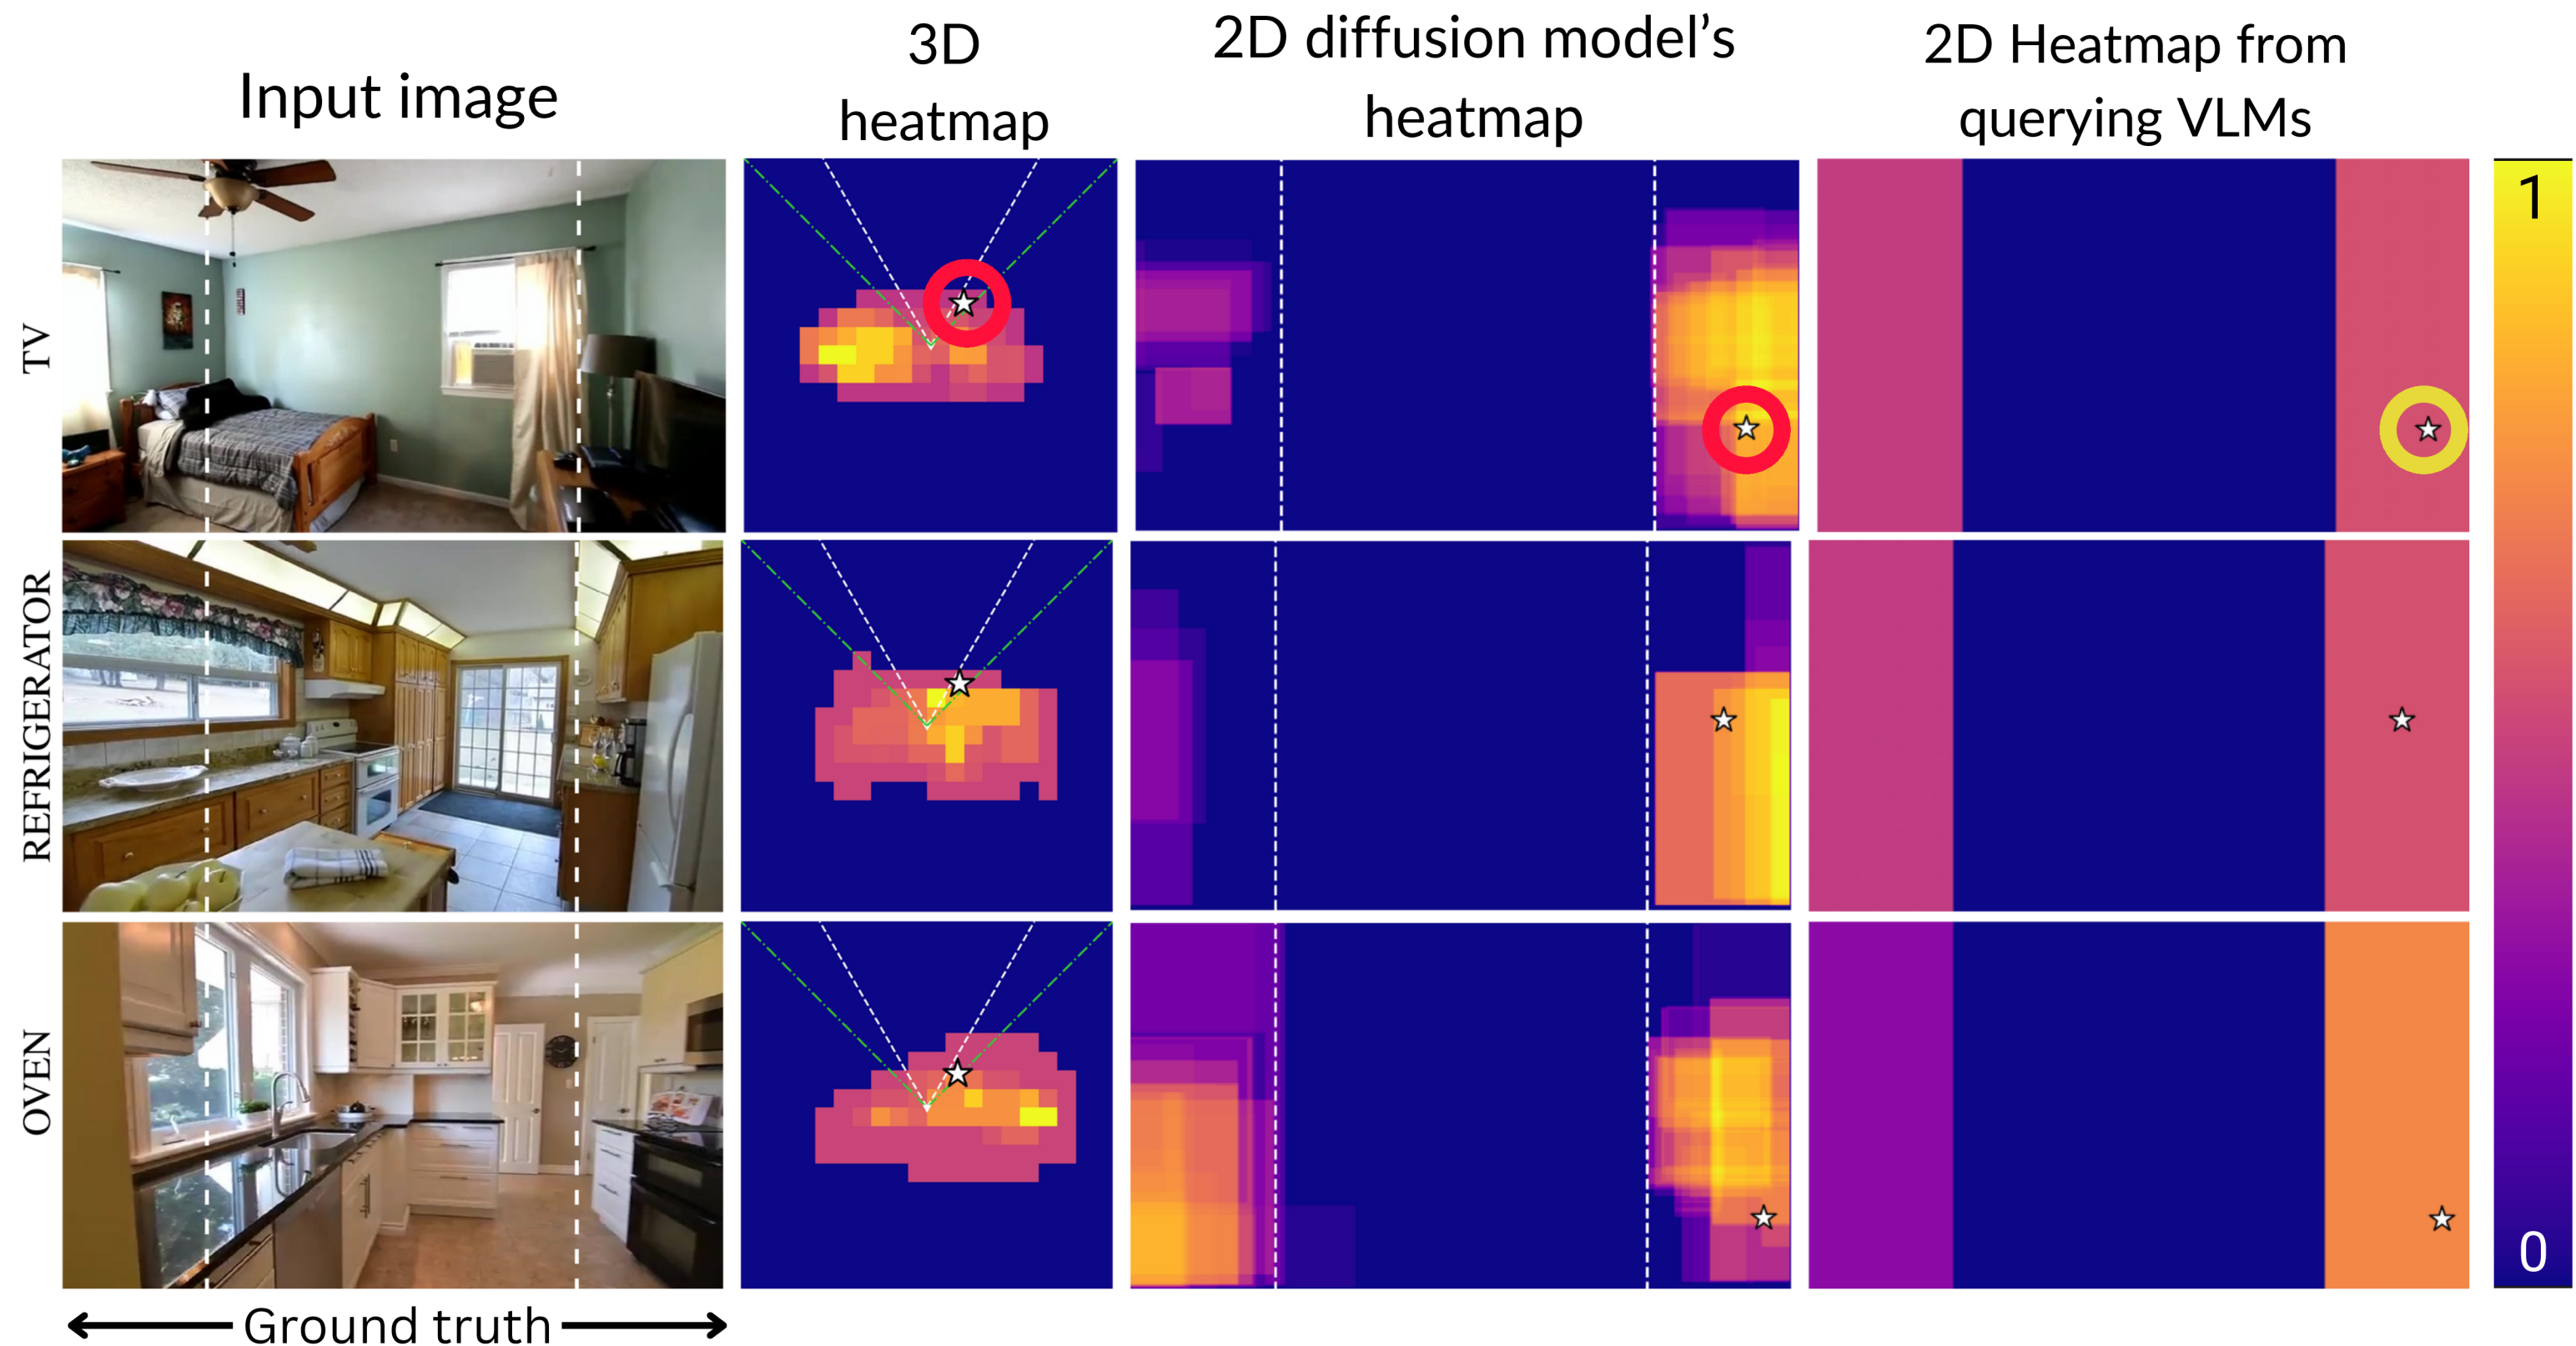 Input image
3D
heatmap
2D diffusion model’s
heatmap
2D Heatmap from
querying VLMs
1
TV
REFRIGERATOR
OVEN
0
Ground truth